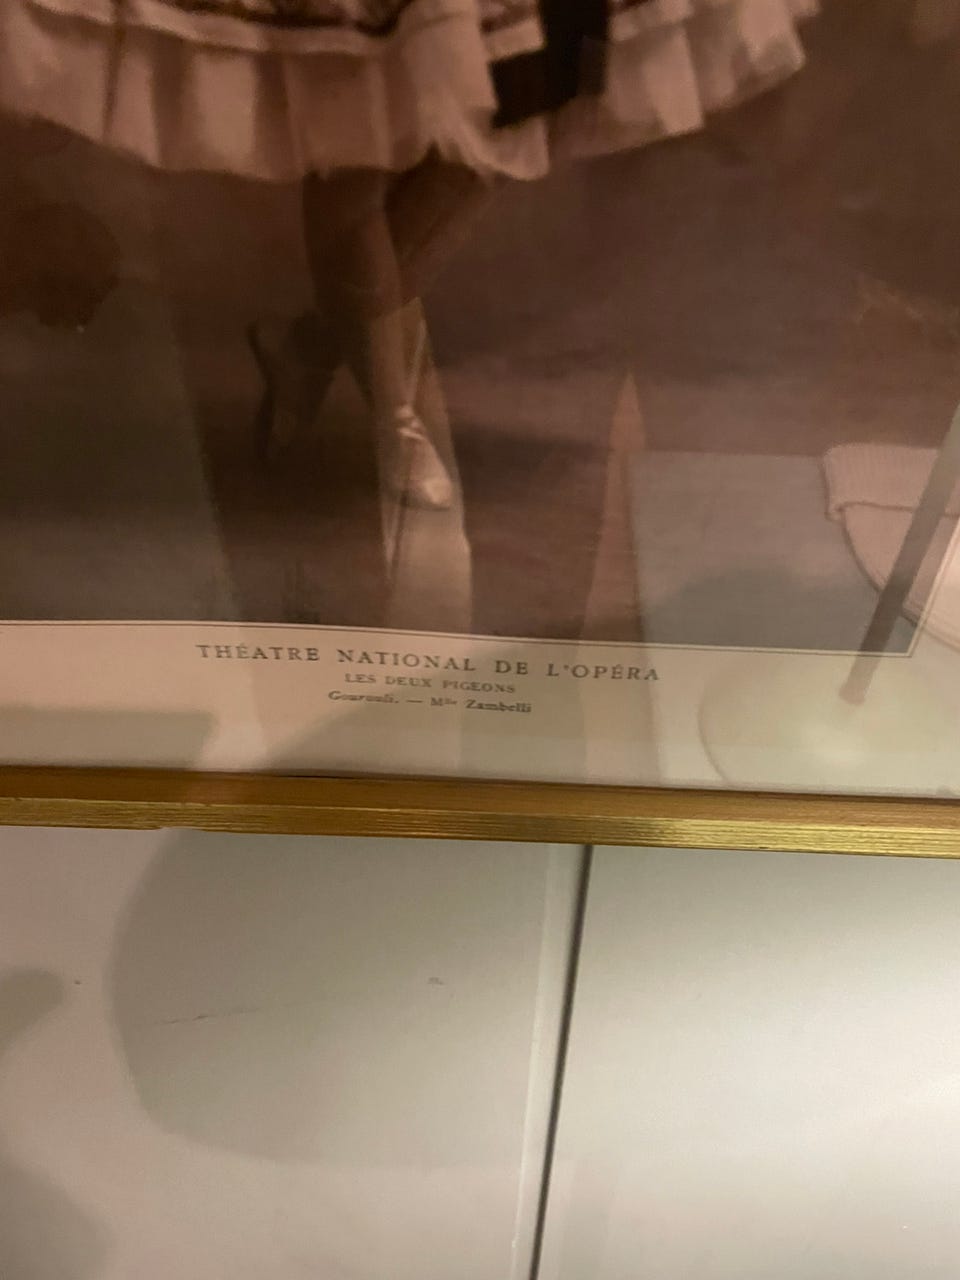 THÉATRE NATIONAL DE L'OPÉRA
LES DEUX PIGEONS
Gourouli. — Mlle Zambelli